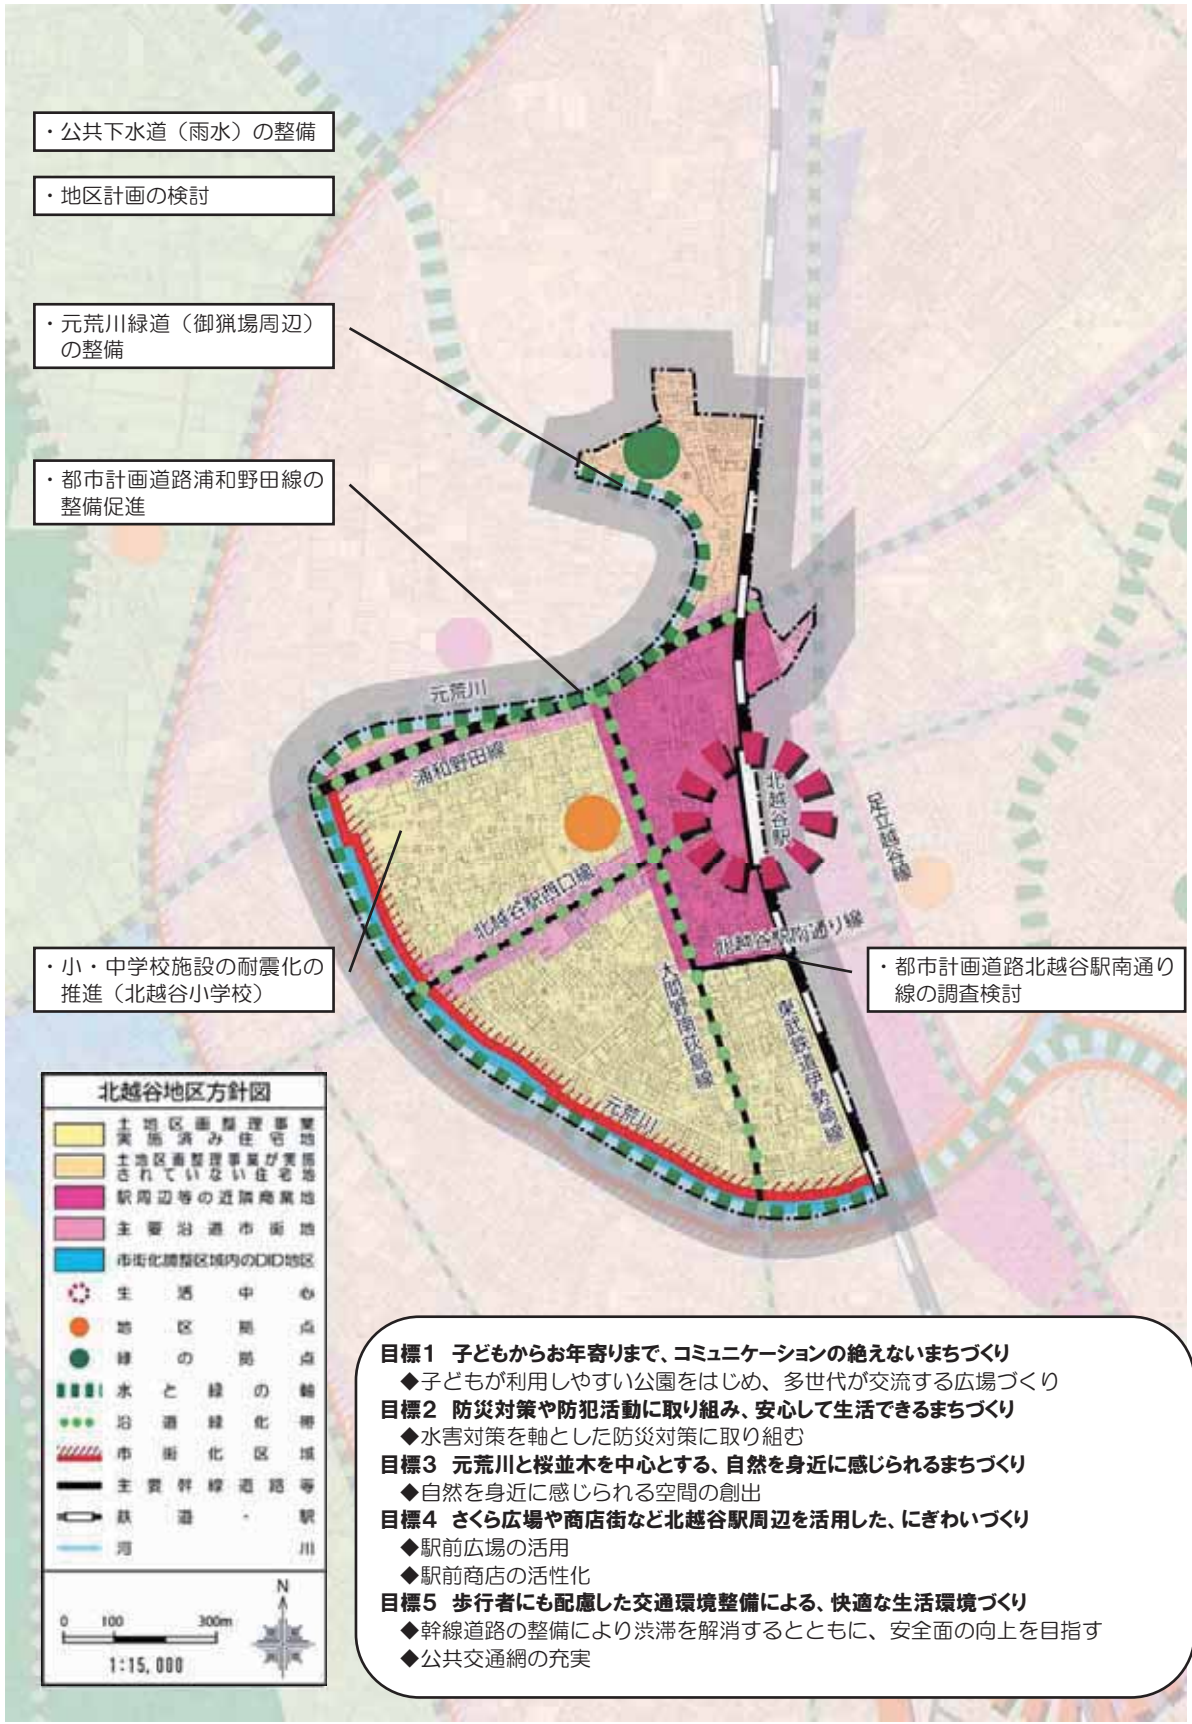 ・公共下水道（雨水）の整備
・地区計画の検討
・元荒川緑道（御猟場周辺）
の整備
・都市計画道路浦和野田線の
整備促進
元荒川
浦和野田線
北越谷駅
足立越谷線
北越谷駅西口線
北越谷駅南通り線
・小・中学校施設の耐震化の
推進（北越谷小学校）
・都市計画道路北越谷駅南通り
線の調査検討
大間野南荻島線
東武鉄道伊勢崎線
元荒川
北越谷地区方針図
土地区画整理事業
実施済み住宅地
土地区画整理事業が実施
されていない住宅地
駅周辺等の近隣商業地
主要沿道市街地
市街化調整区域内のDID地区
生活中心
地区拠点
緑の拠点
水と緑の軸
沿道緑化帯
市街化区域
主要幹線道路等
鉄道・駅
河川
N
0 100 300m
1:15,000
目標1 子どもからお年寄りまで、コミュニケーションの絶えないまちづくり
◆子どもが利用しやすい公園をはじめ、多世代が交流する広場づくり
目標2 防災対策や防犯活動に取り組み、安心して生活できるまちづくり
◆水害対策を軸とした防災対策に取り組む
目標3 元荒川と桜並木を中心とする、自然を身近に感じられるまちづくり
◆自然を身近に感じられる空間の創出
目標4 さくら広場や商店街など北越谷駅周辺を活用した、にぎわいづくり
◆駅前広場の活用
◆駅前商店の活性化
目標5 歩行者にも配慮した交通環境整備による、快適な生活環境づくり
◆幹線道路の整備により渋滞を解消するとともに、安全面の向上を目指す
◆公共交通網の充実